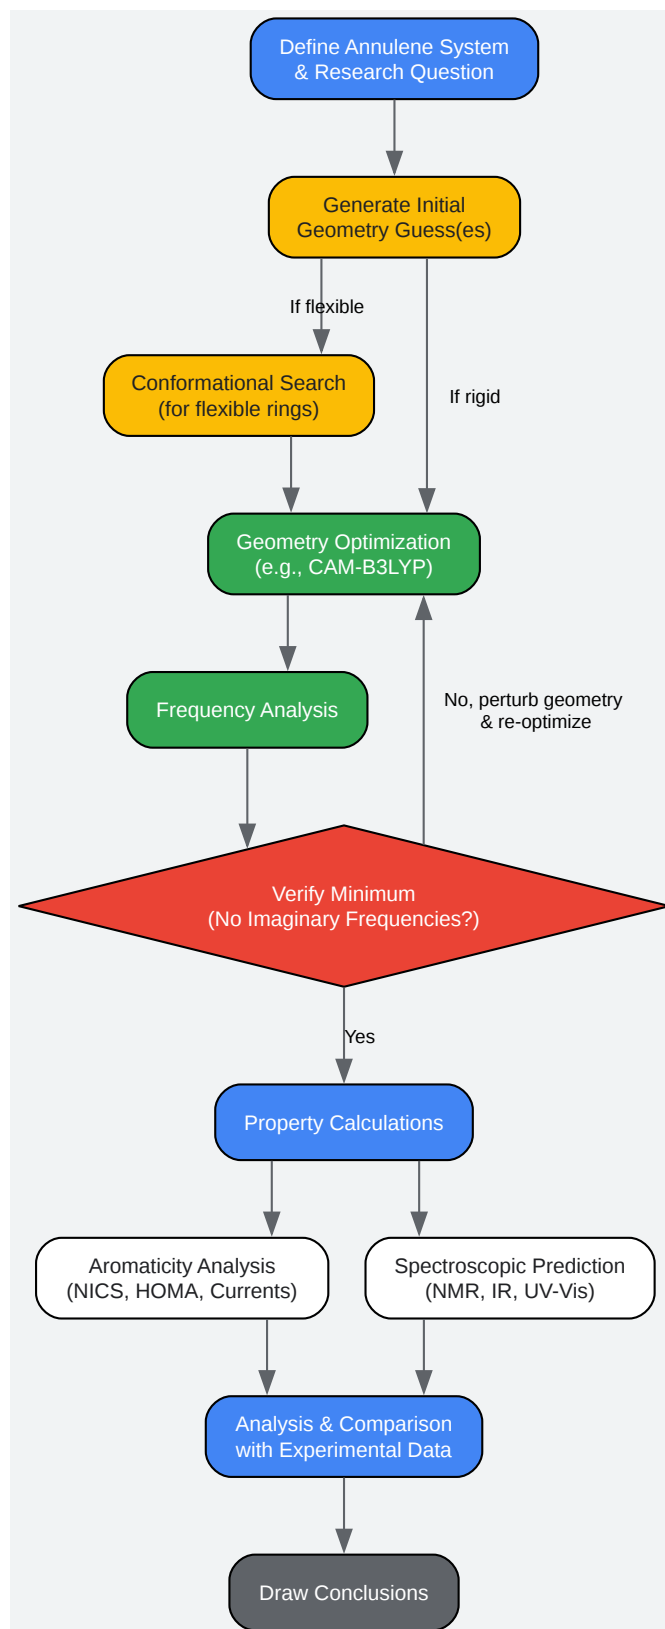 Define Annulene System
& Research Question
Generate Initial
Geometry Guess(es)
If flexible
Conformational Search
(for flexible rings)
If rigid
Geometry Optimization
(e.g., CAM-B3LYP)
Frequency Analysis
No, perturb geometry
& re-optimize
Verify Minimum
(No Imaginary Frequencies?)
Yes
Property Calculations
Aromaticity Analysis
(NICS, HOMA, Currents)
Spectroscopic Prediction
(NMR, IR, UV-Vis)
Analysis & Comparison
with Experimental Data
Draw Conclusions